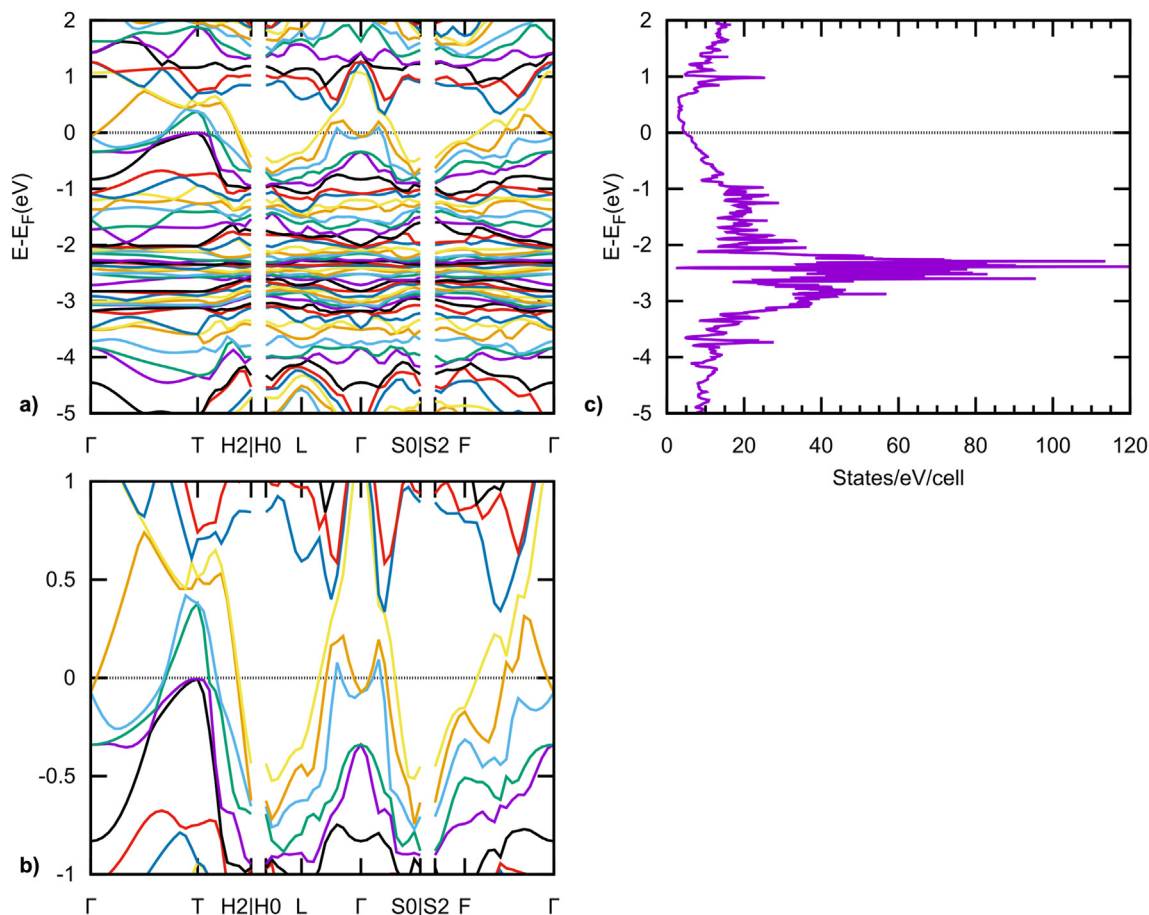 2
1
0
-1
-2
-3
-4
-5
E-E_F(eV)
a)
Γ T H2|H0 L Γ S0|S2 F Γ
2
1
0
-1
-2
-3
-4
-5
E-E_F(eV)
c)
0 20 40 60 80 100 120
States/eV/cell
1
0.5
0
-0.5
-1
b)
Γ T H2|H0 L Γ S0|S2 F Γ